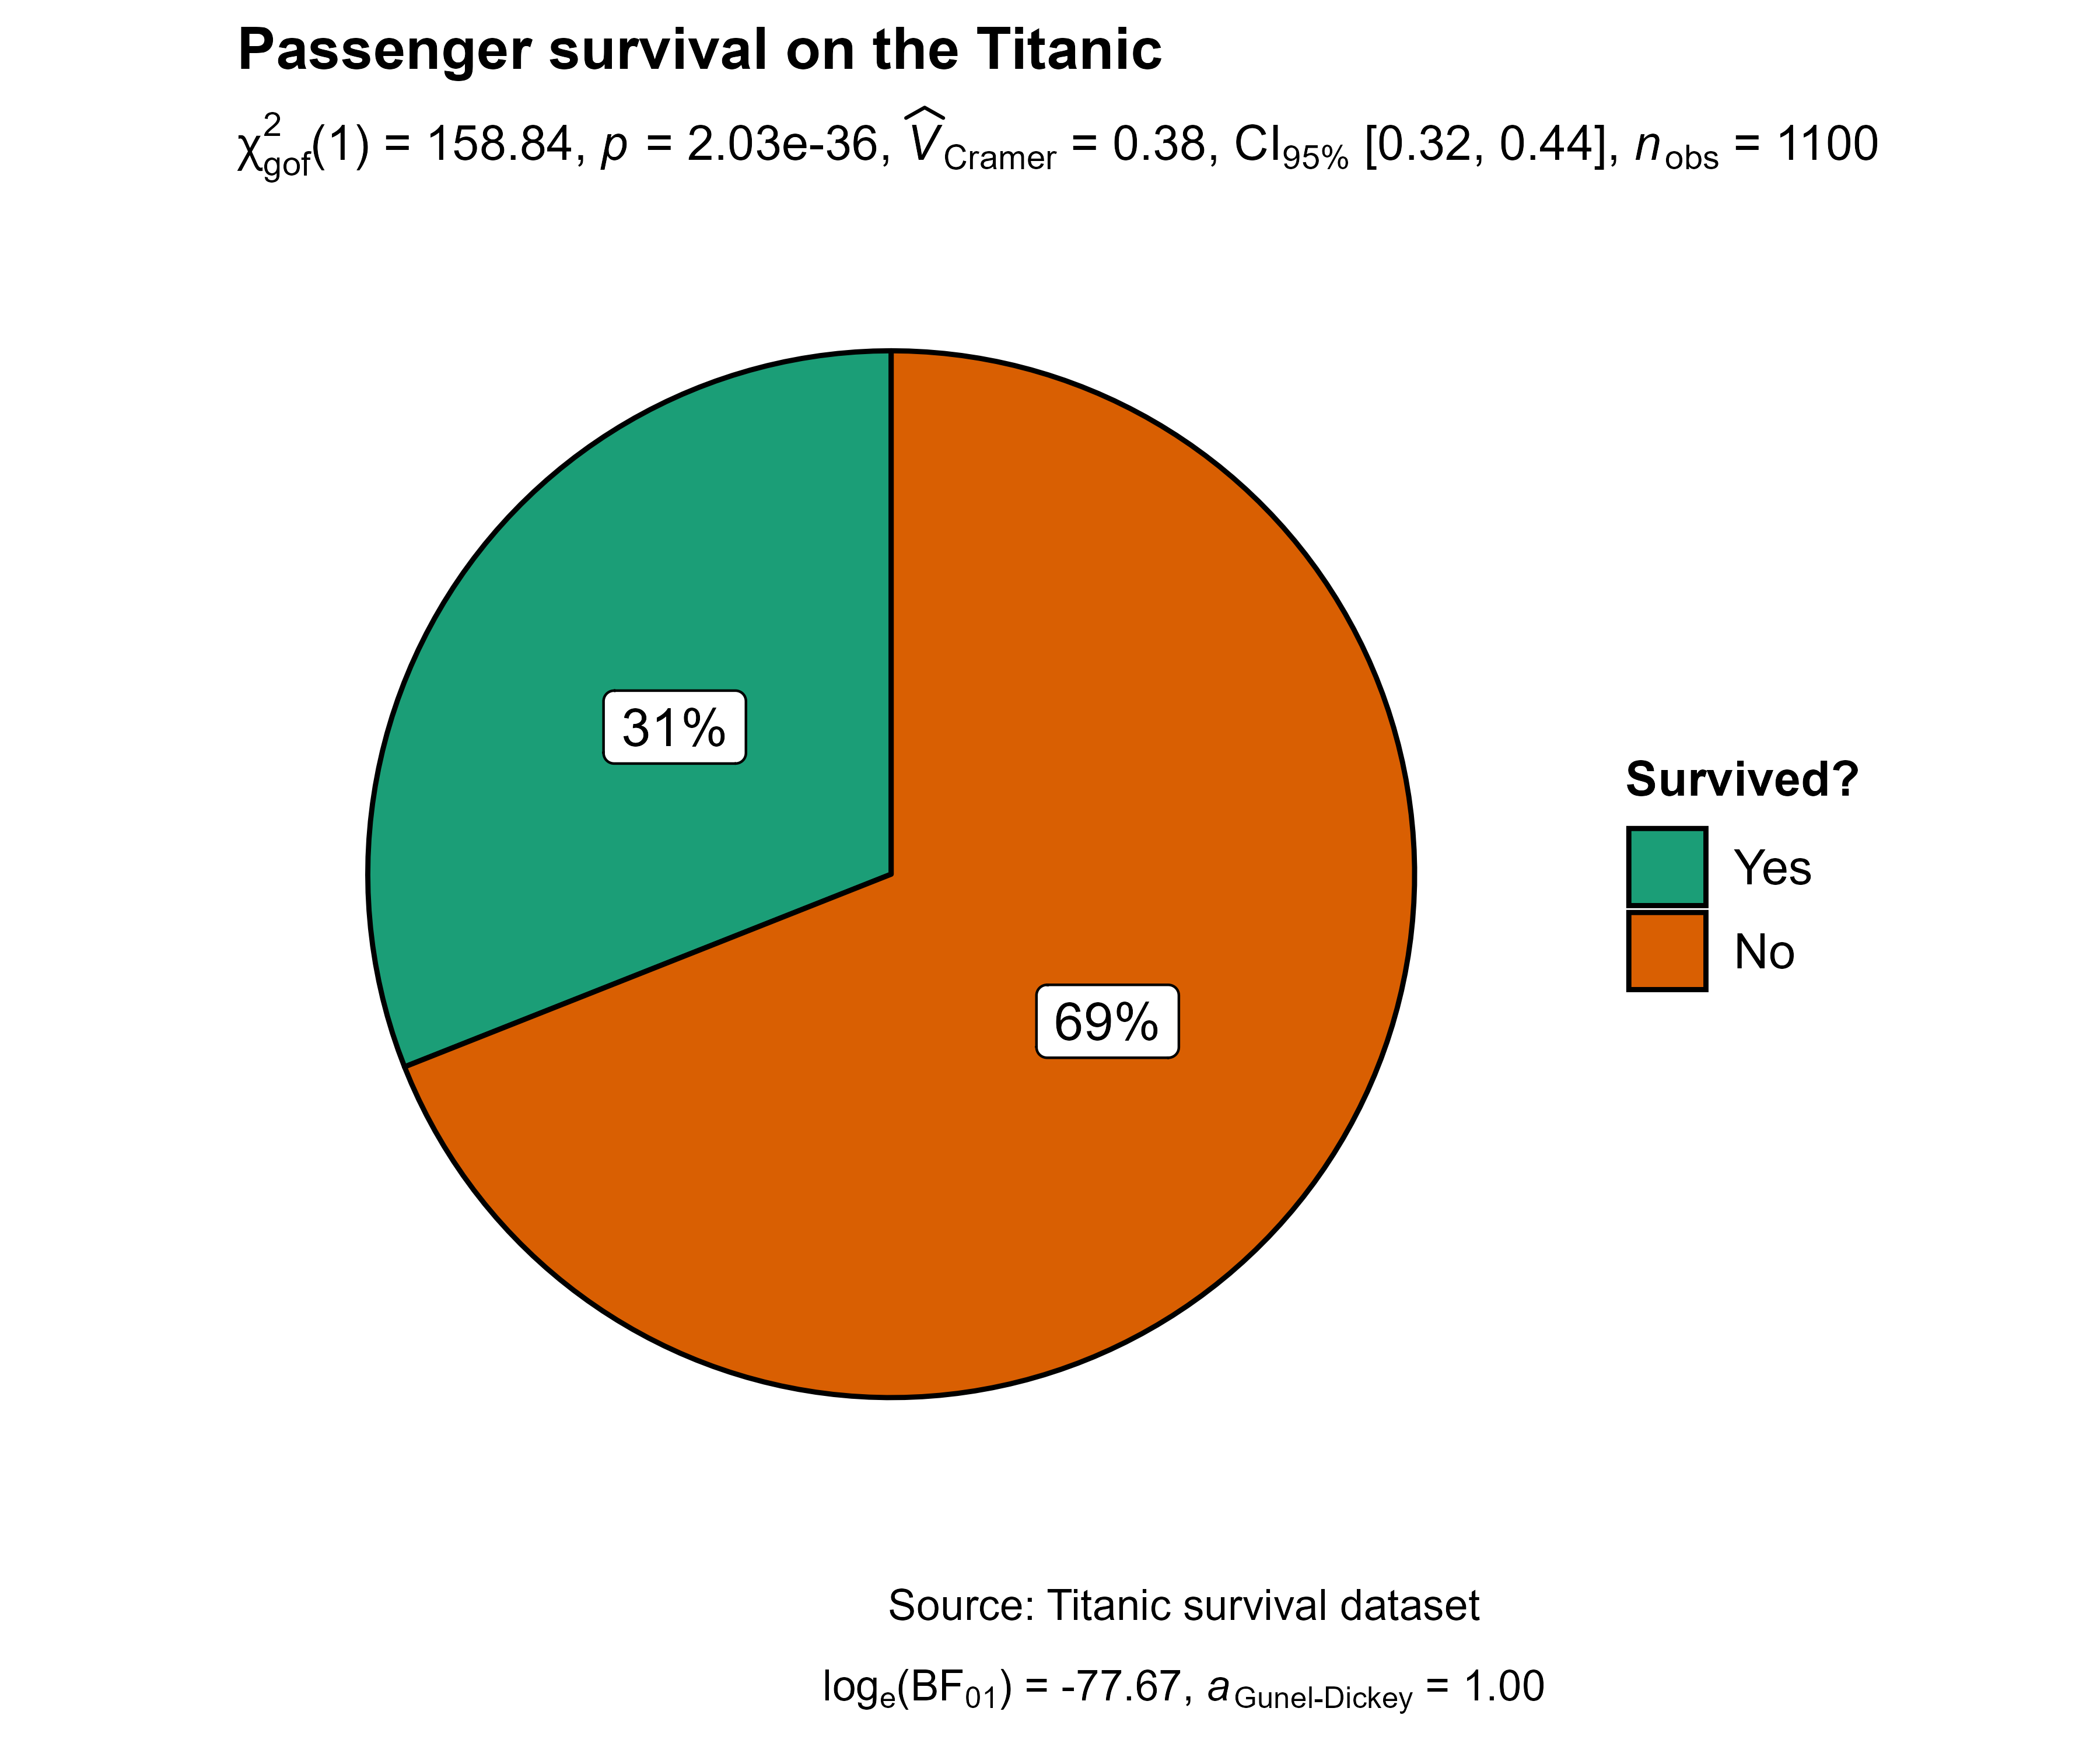 Passenger survival on the Titanic
χ²gof(1) = 158.84, p = 2.03e-36, V̂Cramer = 0.38, CI95% [0.32, 0.44], nobs = 1100
31%
69%
Survived?
Yes
No
Source: Titanic survival dataset
loge(BF01) = -77.67, aGunel-Dickey = 1.00